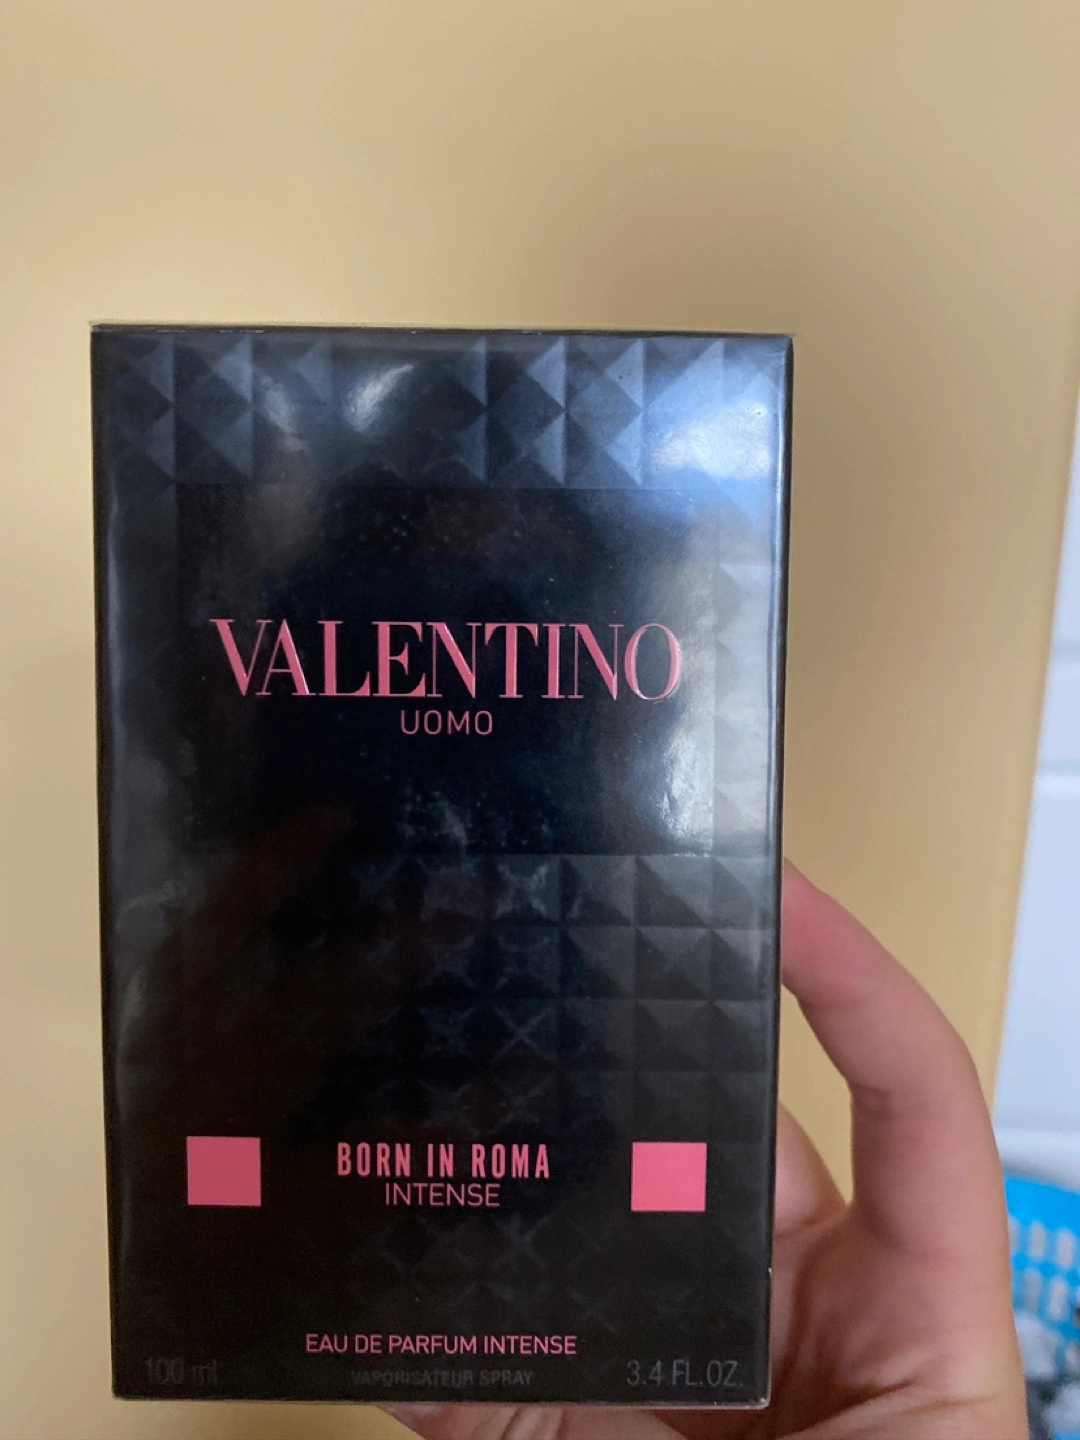 VALENTINO
UOMO
BORN IN ROMA
INTENSE
EAU DE PARFUM INTENSE
100 ml VAPORISATEUR SPRAY 3.4 FL.OZ.